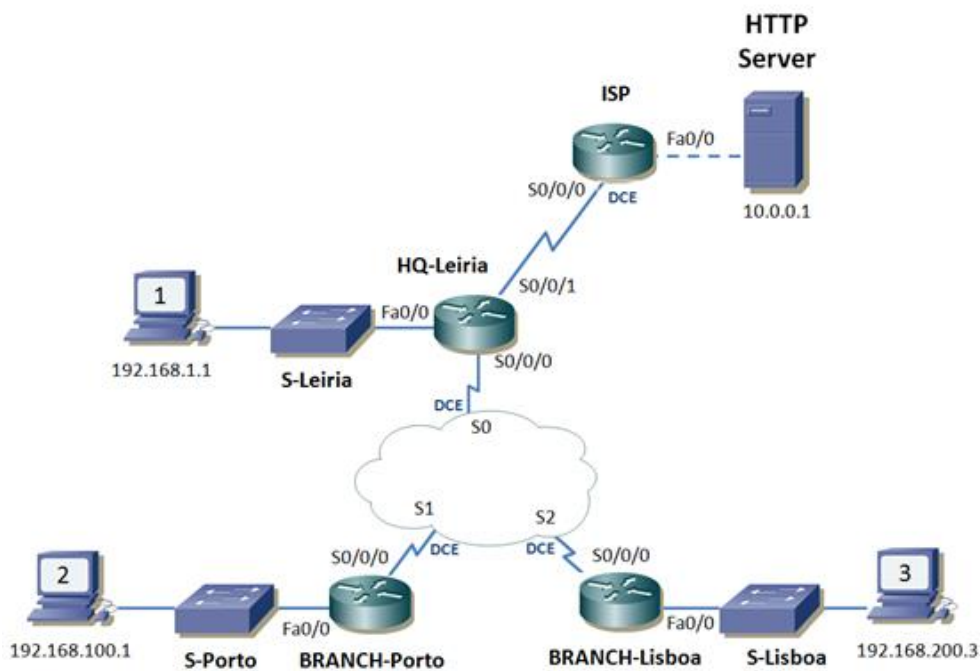 HTTP
Server
ISP
Fa0/0
S0/0/0
DCE
10.0.0.1
HQ-Leiria
S0/0/1
1
Fa0/0
192.168.1.1
S-Leiria
S0/0/0
DCE
S0
S1
S2
DCE
DCE
S0/0/0
S0/0/0
2
3
Fa0/0
Fa0/0
192.168.100.1
S-Porto
BRANCH-Porto
BRANCH-Lisboa
S-Lisboa
192.168.200.3